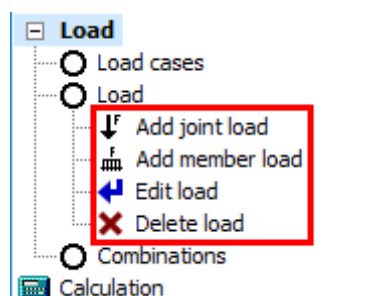 Load
Load cases
Load
Add joint load
Add member load
Edit load
Delete load
Combinations
Calculation